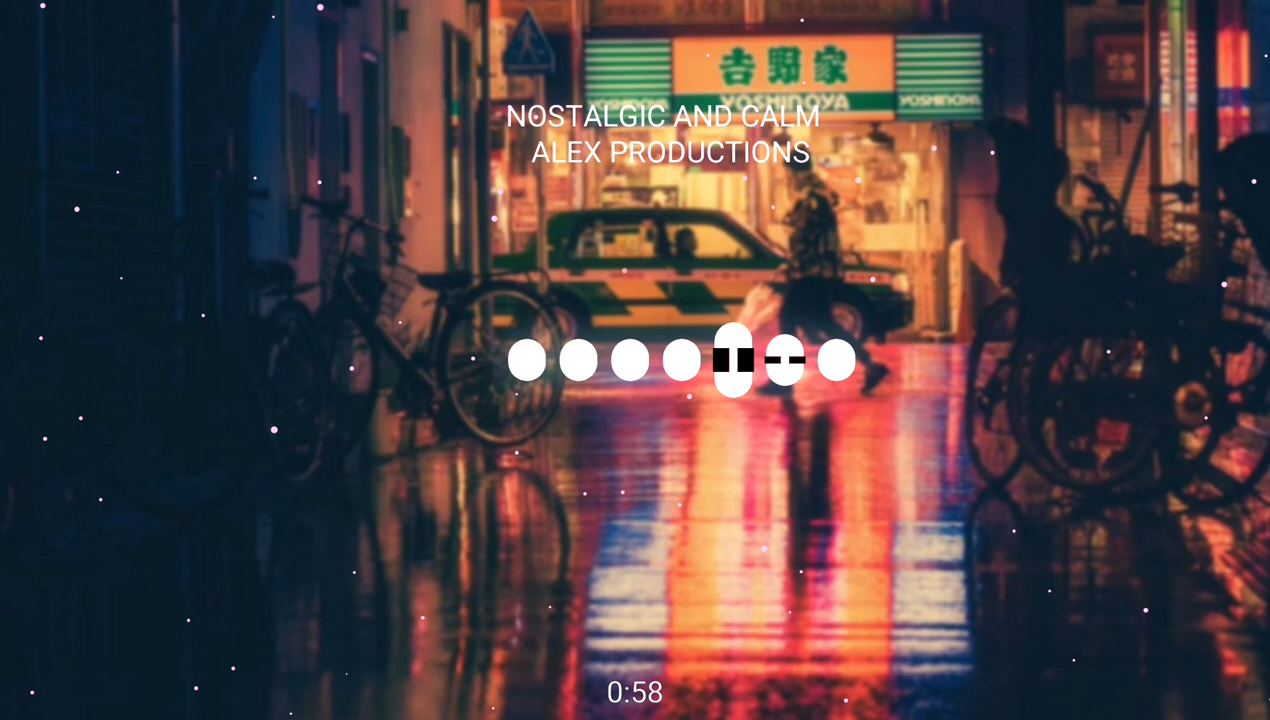 吉野家
YOSHINOYA
YOSHINOYA
NOSTALGIC AND CALM
ALEX PRODUCTIONS
0:58